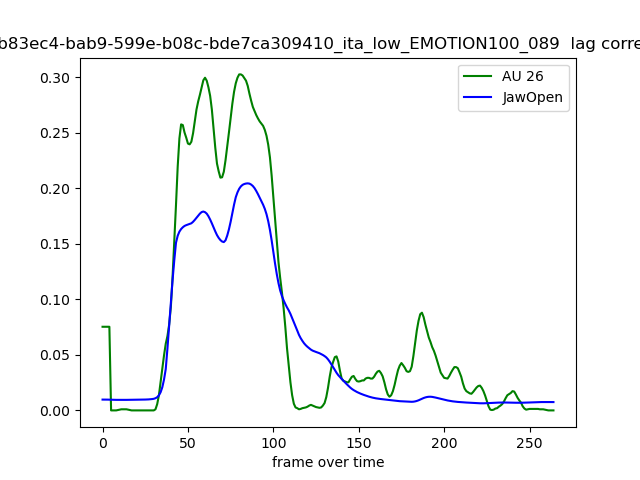 b83ec4-bab9-599e-b08c-bde7ca309410_ita_low_EMOTION100_089 lag corre
AU 26
JawOpen
0.30
0.25
0.20
0.15
0.10
0.05
0.00
0 50 100 150 200 250
frame over time